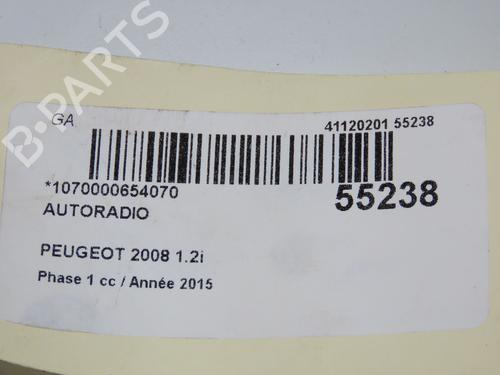 B-PARTS
GA
41120201 55238
*1070000654070
55238
AUTORADIO
PEUGEOT 2008 1.2i
Phase 1 cc / Année 2015